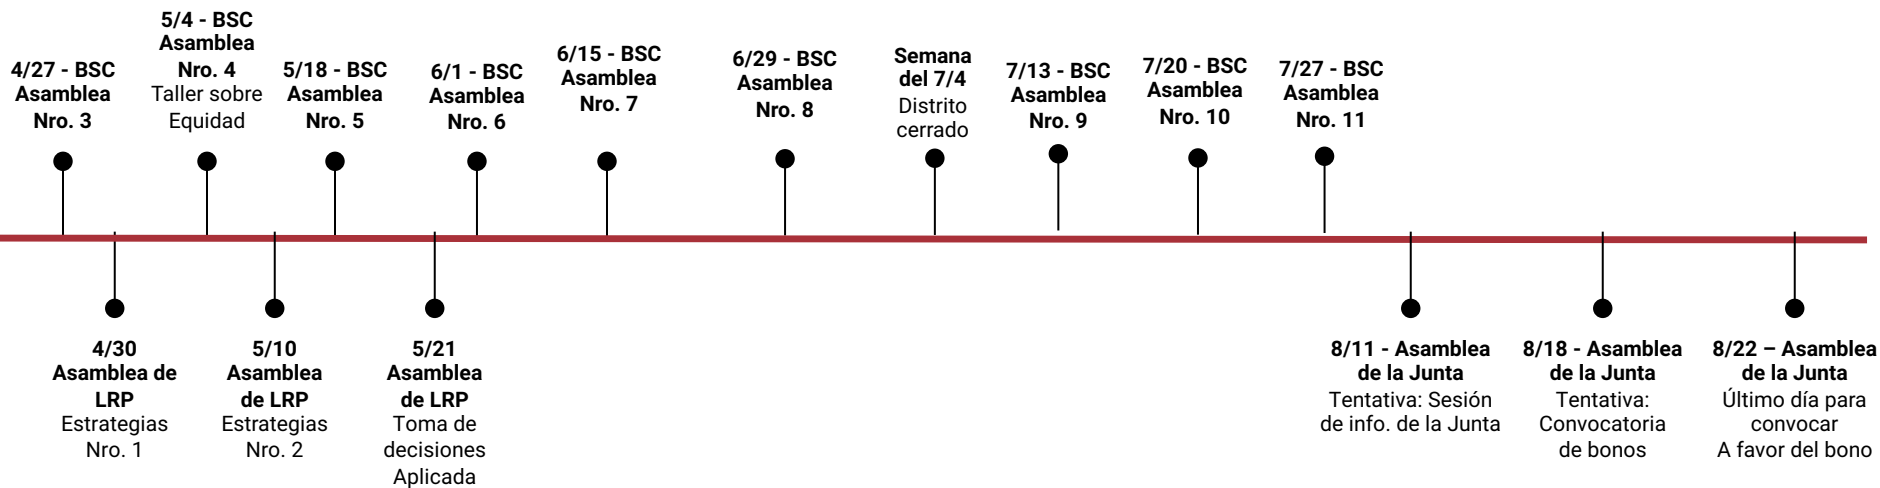 4/27 - BSC
Asamblea
Nro. 3
5/4 - BSC
Asamblea
Nro. 4
Taller sobre
Equidad
5/18 - BSC
Asamblea
Nro. 5
6/1 - BSC
Asamblea
Nro. 6
6/15 - BSC
Asamblea
Nro. 7
6/29 - BSC
Asamblea
Nro. 8
Semana
del 7/4
Distrito
cerrado
7/13 - BSC
Asamblea
Nro. 9
7/20 - BSC
Asamblea
Nro. 10
7/27 - BSC
Asamblea
Nro. 11
4/30
Asamblea de
LRP
Estrategias
Nro. 1
5/10
Asamblea
de LRP
Estrategias
Nro. 2
5/21
Asamblea
de LRP
Toma de
decisiones
Aplicada
8/11 - Asamblea
de la Junta
Tentativa: Sesión
de info. de la Junta
8/18 - Asamblea
de la Junta
Tentativa:
Convocatoria
de bonos
8/22 – Asamblea
de la Junta
Último día para
convocar
A favor del bono